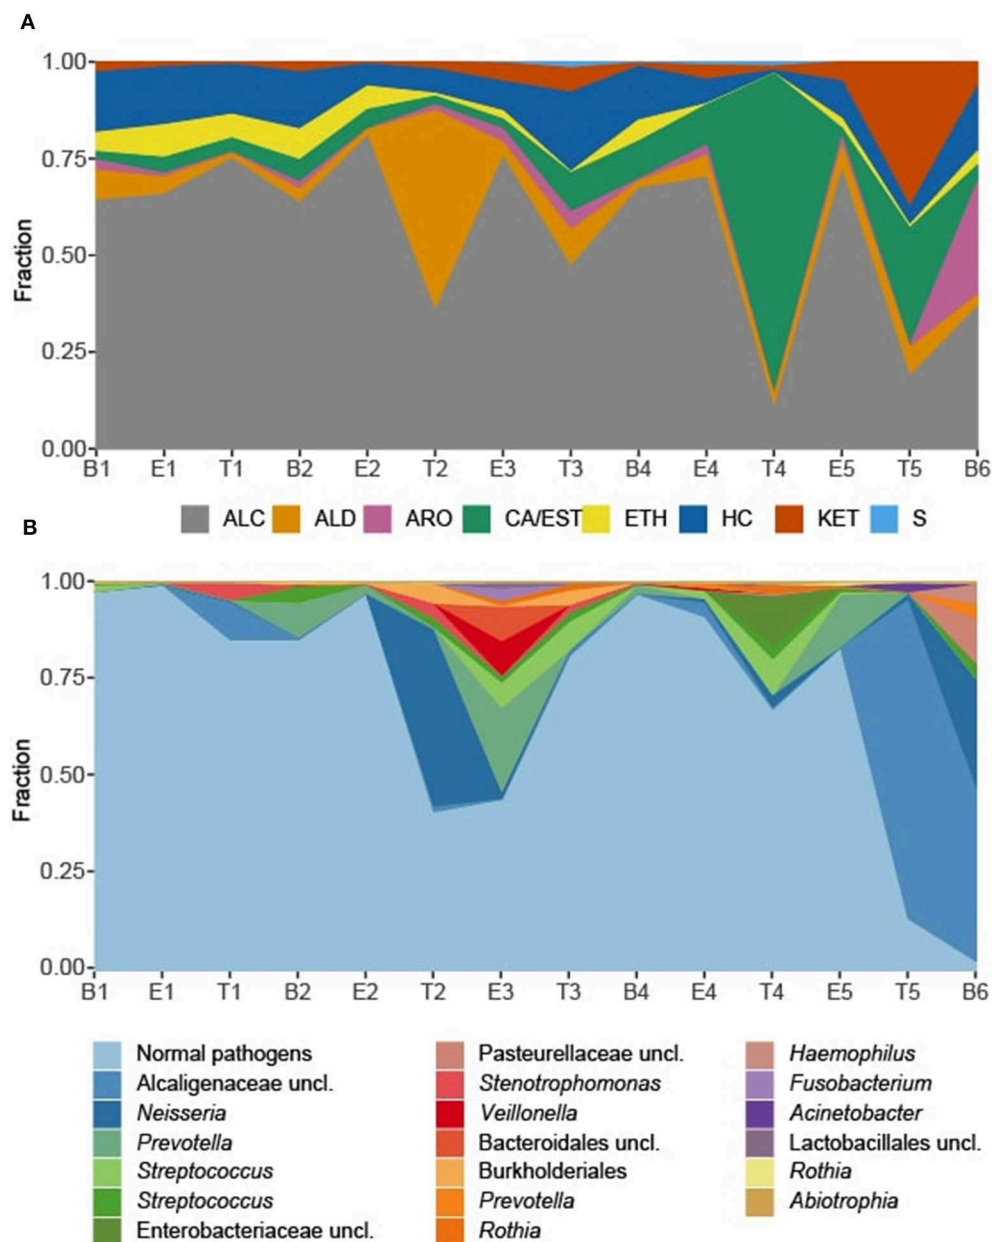 A
1.00
0.75
0.50
0.25
0.00
Fraction
B1 E1 T1 B2 E2 T2 E3 T3 B4 E4 T4 E5 T5 B6
ALC ALD ARO CA/EST ETH HC KET S
B
1.00
0.75
0.50
0.25
0.00
Fraction
B1 E1 T1 B2 E2 T2 E3 T3 B4 E4 T4 E5 T5 B6
Normal pathogens
Alcaligenaceae uncl.
Neisseria
Prevotella
Streptococcus
Streptococcus
Enterobacteriaceae uncl.
Pasteurellaceae uncl.
Stenotrophomonas
Veillonella
Bacteroidales uncl.
Burkholderiales
Prevotella
Rothia
Haemophilus
Fusobacterium
Acinetobacter
Lactobacillales uncl.
Rothia
Abiotrophia